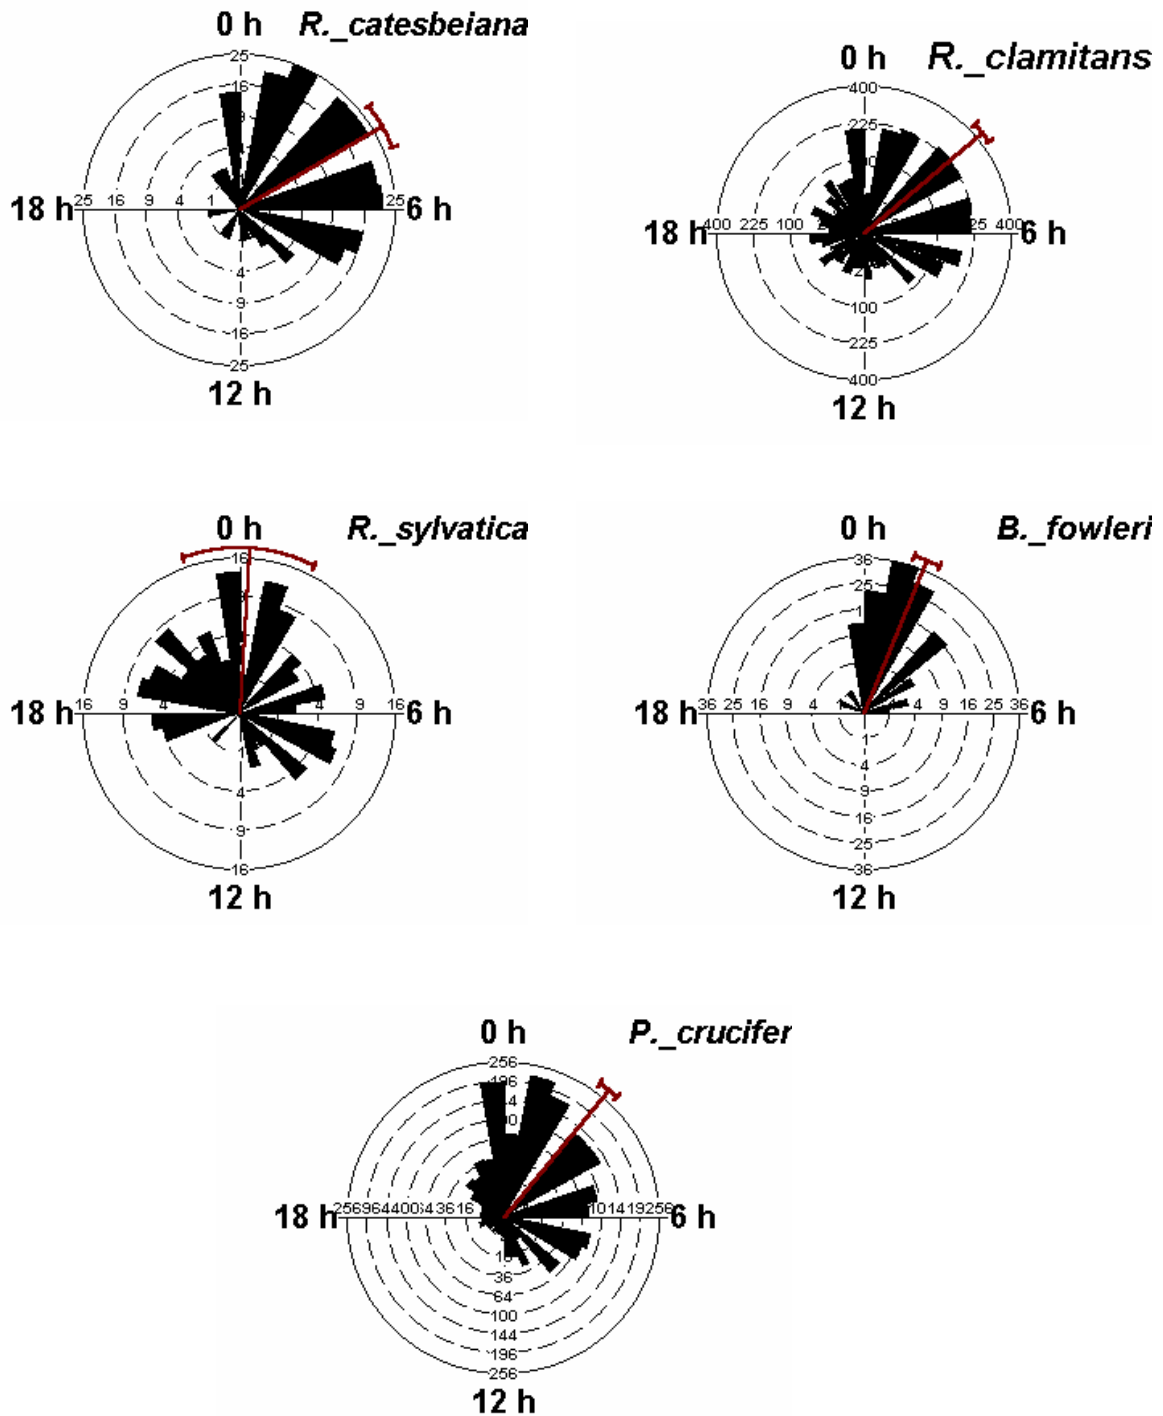 0 h R._catesbeiana
25
16
9
18 h 25 16 9 4 1 25 6 h
4
9
16
25
12 h
0 h R._clamitans
400
225
18 h 400 225 100 25 400 6 h
100
225
400
12 h
0 h R._sylvatica
16
18 h 16 9 4 4 9 16 6 h
1
4
9
16
12 h
0 h B._fowleri
36
25
18 h 36 25 16 9 4 1 4 9 16 25 36 6 h
4
9
16
25
36
12 h
0 h P._crucifer
256
196
18 h 36 16 256 6 h
36
64
100
144
196
256
12 h